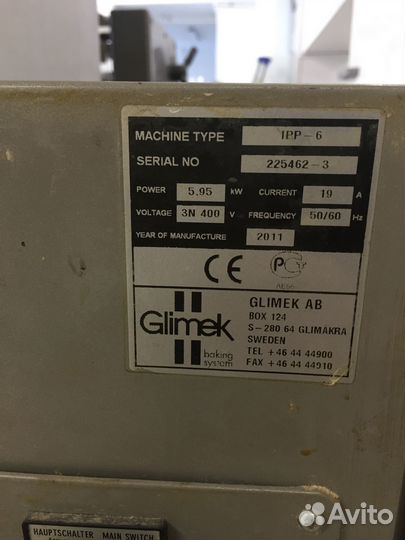 MACHINE TYPE IPP-6
SERIAL NO 225462-3
POWER 5,95 kW CURRENT 19 A
VOLTAGE 3N 400 V FREQUENCY 50/60 Hz
YEAR OF MANUFACTURE 2011
CE PC
Glimek
baking
system
GLIMEK AB
BOX 124
S-280 64 GLIMÅKRA
SWEDEN
TEL +46 44 44900
FAX +46 44 44910
HAUPTSCHALTER MAIN SWITCH
Avito